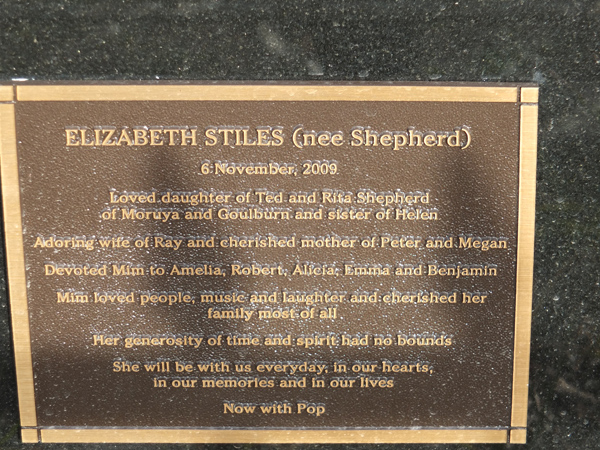 ELIZABETH STILES (nee Shepherd)
6 November, 2009
Loved daughter of Ted and Rita Shepherd
of Moruya and Goulburn and sister of Helen
Adoring wife of Ray and cherished mother of Peter and Megan
Devoted Mim to Amelia, Robert, Alicia, Emma and Benjamin
Mim loved people, music and laughter and cherished her
family most of all
Her generosity of time and spirit had no bounds
She will be with us everyday, in our hearts,
in our memories and in our lives
Now with Pop